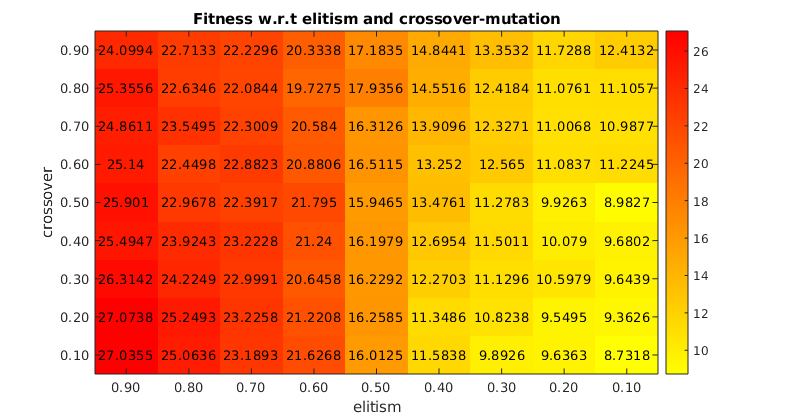 Fitness w.r.t elitism and crossover-mutation
0.90 24.0994 22.7133 22.2296 20.3338 17.1835 14.8441 13.3532 11.7288 12.4132
0.80 25.3556 22.6346 22.0844 19.7275 17.9356 14.5516 12.4184 11.0761 11.1057
0.70 24.8611 23.5495 22.3009 20.584 16.3126 13.9096 12.3271 11.0068 10.9877
0.60 25.14 22.4498 22.8823 20.8806 16.5115 13.252 12.565 11.0837 11.2245
0.50 25.901 22.9678 22.3917 21.795 15.9465 13.4761 11.2783 9.9263 8.9827
0.40 25.4947 23.9243 23.2228 21.24 16.1979 12.6954 11.5011 10.079 9.6802
0.30 26.3142 24.2249 22.9991 20.6458 16.2292 12.2703 11.1296 10.5979 9.6439
0.20 27.0738 25.2493 23.2258 21.2208 16.2585 11.3486 10.8238 9.5495 9.3626
0.10 27.0355 25.0636 23.1893 21.6268 16.0125 11.5838 9.8926 9.6363 8.7318
0.90 0.80 0.70 0.60 0.50 0.40 0.30 0.20 0.10
elitism
crossover
26
24
22
20
18
16
14
12
10